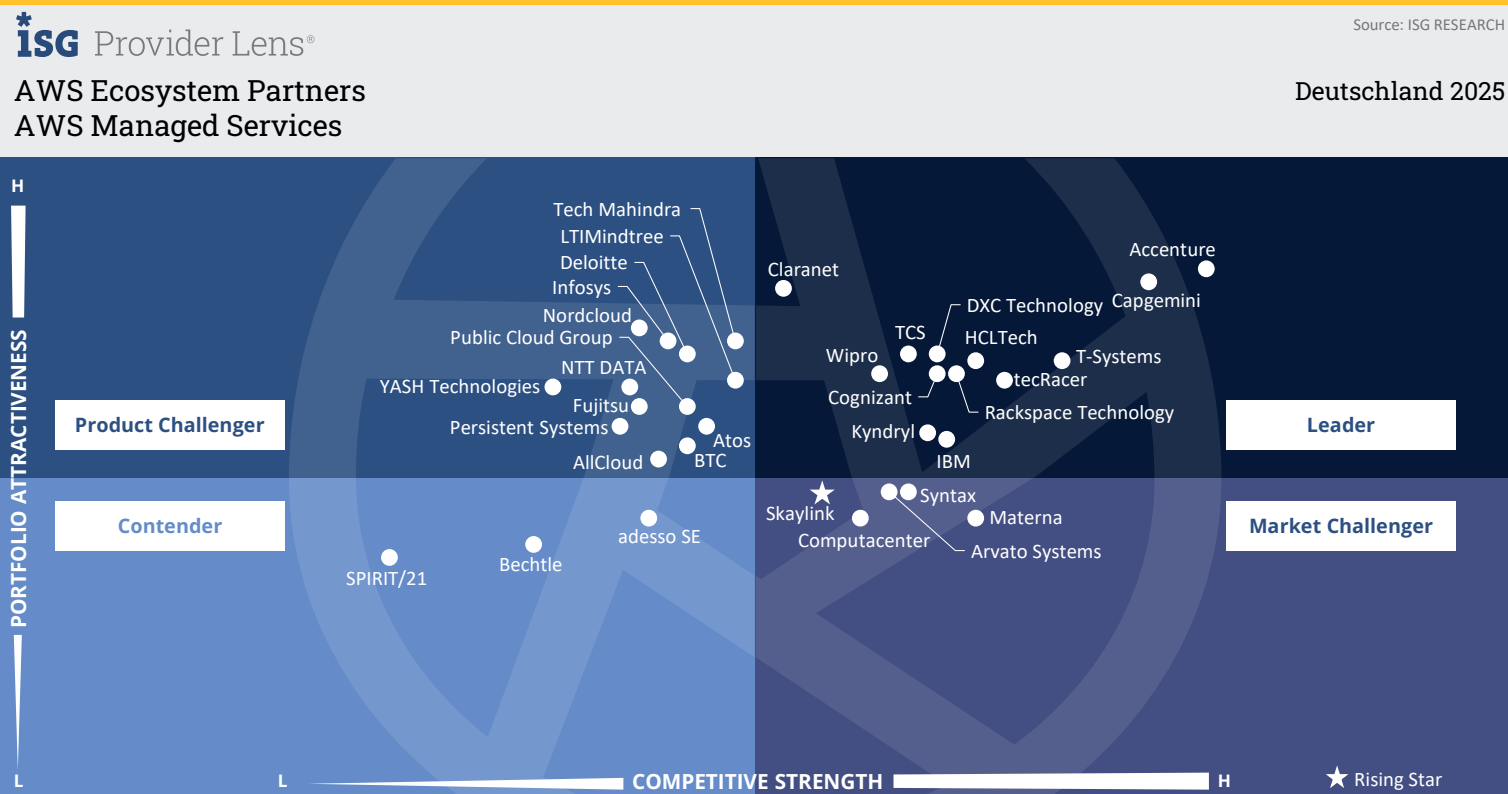 ISG Provider Lens®
Source: ISG RESEARCH
AWS Ecosystem Partners
AWS Managed Services
Deutschland 2025
H
PORTFOLIO ATTRACTIVENESS
L
Tech Mahindra
LTIMindtree
Deloitte
Infosys
Nordcloud
Public Cloud Group
NTT DATA
YASH Technologies
Fujitsu
Persistent Systems
Atos
BTC
AllCloud
Product Challenger
Claranet
Accenture
Capgemini
DXC Technology
TCS
HCLTech
Wipro
T-Systems
tecRacer
Cognizant
Rackspace Technology
Kyndryl
IBM
Leader
Contender
adesso SE
Bechtle
SPIRIT/21
Skaylink
Syntax
Computacenter
Materna
Arvato Systems
Market Challenger
L
COMPETITIVE STRENGTH
H
Rising Star